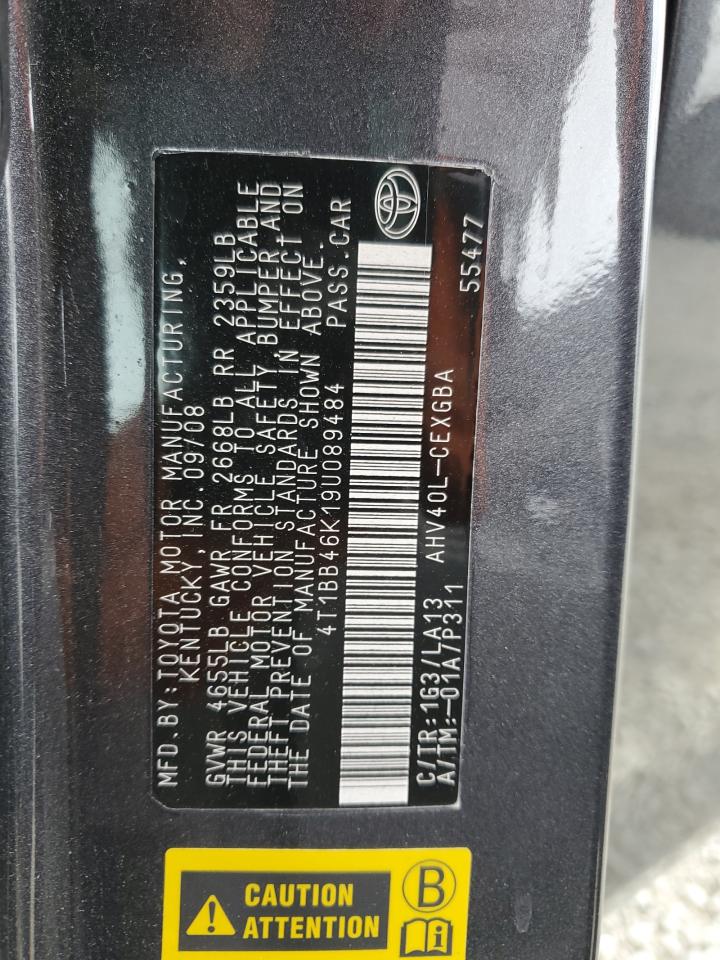 MFD.BY:TOYOTA MOTOR MANUFACTURING,
KENTUCKY,INC.09/08
GVWR 4655LB GAWR FR 2668LB RR 2359LB
THIS VEHICLE CONFORMS TO ALL APPLICABLE
FEDERAL MOTOR VEHICLE SAFETY,BUMPER,AND
THEFT PREVENTION STANDARDS IN EFFECT ON
THE DATE OF MANUFACTURE SHOWN ABOVE.
4T1BB46K19U089484 PASS.CAR
C/TR:1G3/LA13 AHV40L-CEXGBA
A/TM:-01A/P311 55477
CAUTION
ATTENTION
B